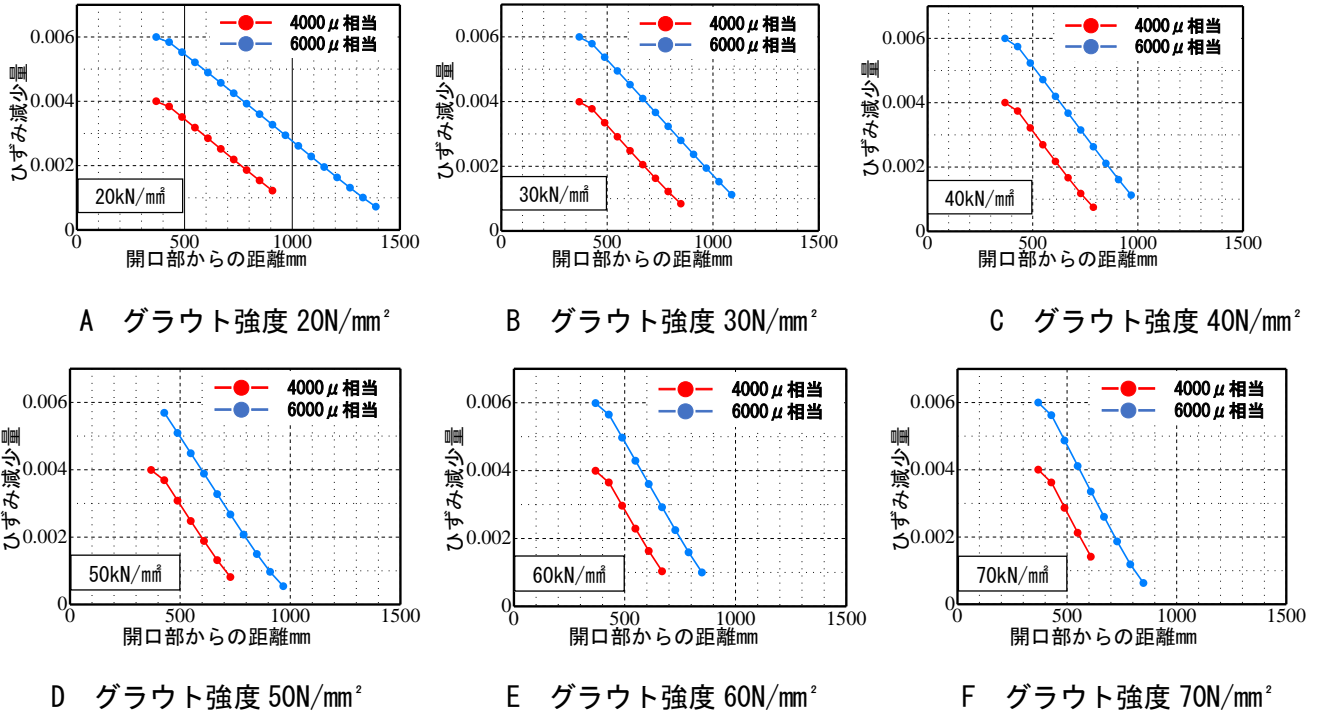 4000μ相当
6000μ相当
0.006
0.004
0.002
0
ひずみ減少量
20kN/㎟
0 500 1000 1500
開口部からの距離mm
A グラウト強度 20N/mm²
4000μ相当
6000μ相当
0.006
0.004
0.002
0
ひずみ減少量
30kN/㎟
0 500 1000 1500
開口部からの距離mm
B グラウト強度 30N/mm²
4000μ相当
6000μ相当
0.006
0.004
0.002
0
ひずみ減少量
40kN/㎟
0 500 1000 1500
開口部からの距離mm
C グラウト強度 40N/mm²
4000μ相当
6000μ相当
0.006
0.004
0.002
0
ひずみ減少量
50kN/㎟
0 500 1000 1500
開口部からの距離mm
D グラウト強度 50N/mm²
4000μ相当
6000μ相当
0.006
0.004
0.002
0
ひずみ減少量
60kN/㎟
0 500 1000 1500
開口部からの距離mm
E グラウト強度 60N/mm²
4000μ相当
6000μ相当
0.006
0.004
0.002
0
ひずみ減少量
70kN/㎟
0 500 1000 1500
開口部からの距離mm
F グラウト強度 70N/mm²